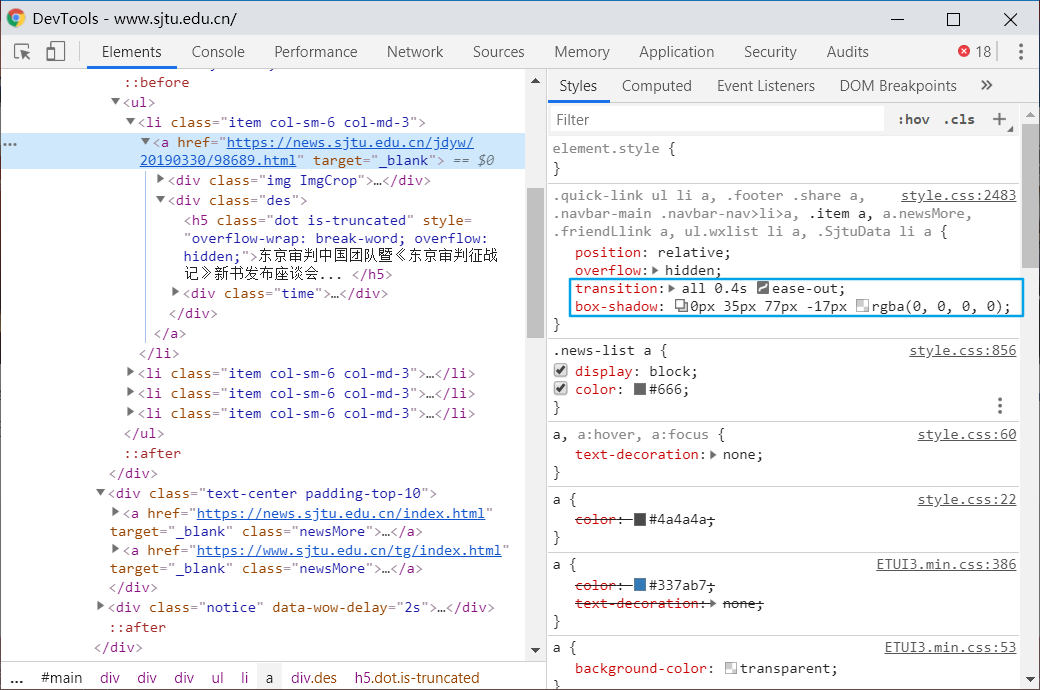 DevTools - www.sjtu.edu.cn/
Elements Console Performance Network Sources Memory Application Security Audits 18
::before
<ul>
<li class="item col-sm-6 col-md-3">
<a href="https://news.sjtu.edu.cn/jdyw/
20190330/98689.html" target="_blank"> == $0
<div class="img ImgCrop">…</div>
<div class="des">
<h5 class="dot is-truncated" style=
"overflow-wrap: break-word; overflow:
hidden;">东京审判中国团队暨《东京审判征战
记》新书发布座谈会... </h5>
<div class="time">…</div>
</div>
</a>
</li>
<li class="item col-sm-6 col-md-3">…</li>
<li class="item col-sm-6 col-md-3">…</li>
<li class="item col-sm-6 col-md-3">…</li>
</ul>
::after
</div>
<div class="text-center padding-top-10">
<a href="https://news.sjtu.edu.cn/index.html"
target="_blank" class="newsMore">…</a>
<a href="https://www.sjtu.edu.cn/tg/index.html"
target="_blank" class="newsMore">…</a>
</div>
<div class="notice" data-wow-delay="2s">…</div>
::after
</div>
... #main div div div ul li a div.des h5.dot.is-truncated
Styles Computed Event Listeners DOM Breakpoints »
Filter :hov .cls +
element.style {
}
.quick-link ul li a, .footer .share a, style.css:2483
.navbar-main .navbar-nav>li>a, .item a, a.newsMore,
.friendLlink a, ul.wxlist li a, .SjtuData li a {
position: relative;
overflow: hidden;
transition: all 0.4s ease-out;
box-shadow: 0px 35px 77px -17px rgba(0, 0, 0, 0);
}
.news-list a { style.css:856
display: block;
color: #666;
}
a, a:hover, a:focus { style.css:60
text-decoration: none;
}
a { style.css:22
color: #4a4a4a;
}
a { ETUI3.min.css:386
color: #337ab7;
text-decoration: none;
}
a { ETUI3.min.css:53
background-color: transparent;
}